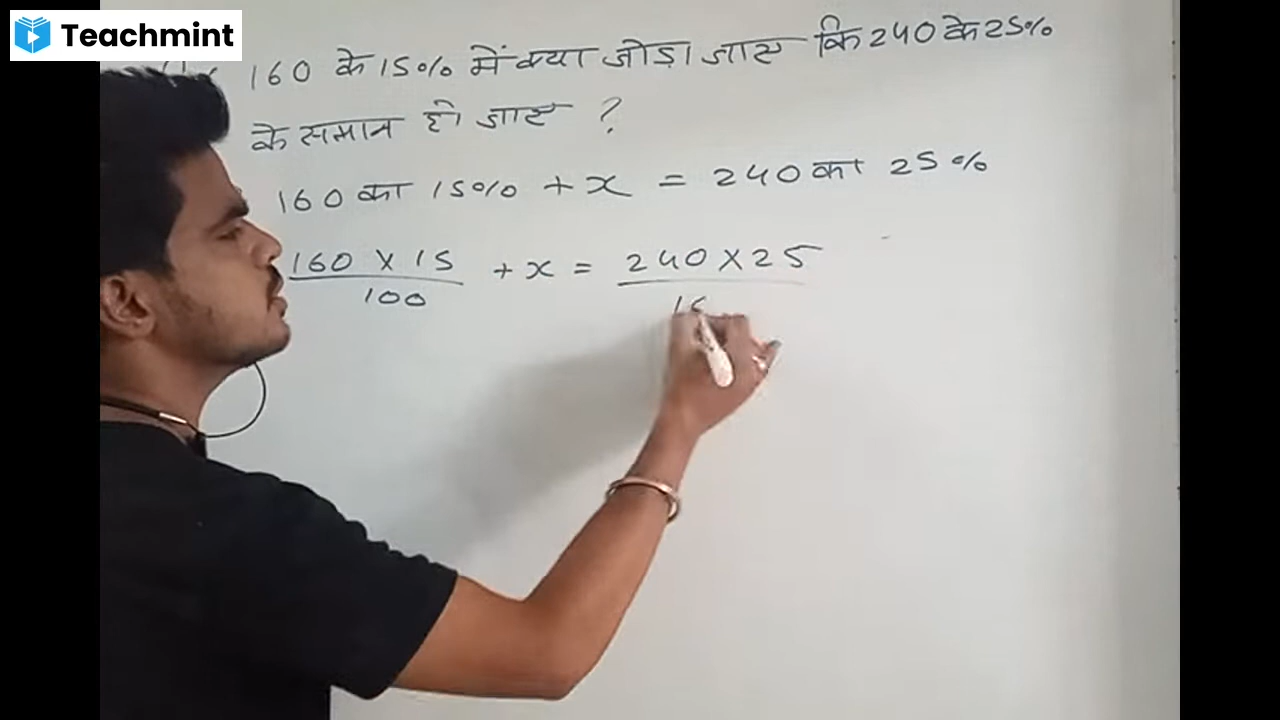 Teachmint
160 के 15% में क्या जोड़ा जाए कि 240 के 25%
के समान हो जाए ?
160 का 15% + x = 240 का 25%
160 X 15 + x = 240 X 25
100